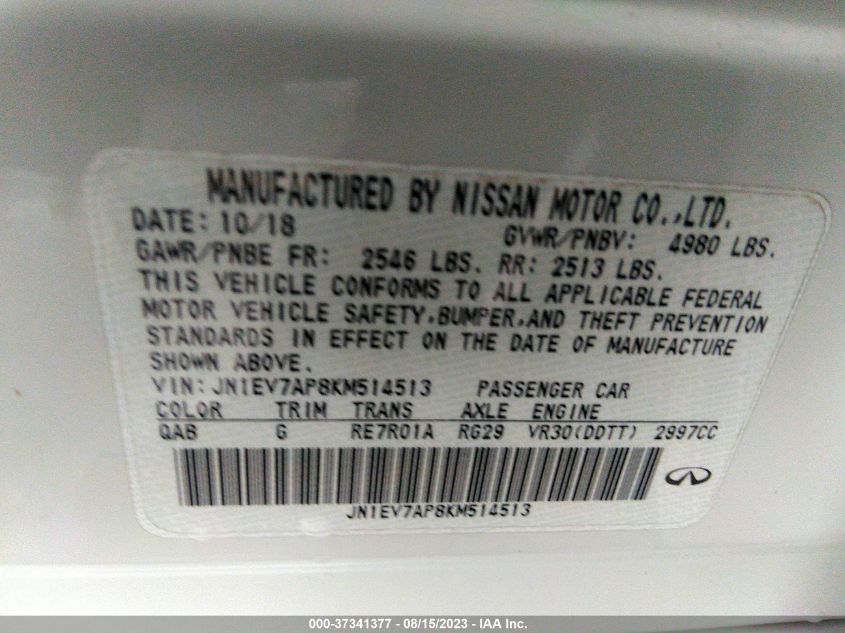 MANUFACTURED BY NISSAN MOTOR CO.,LTD.
DATE: 10/18 GVWR/PNBV: 4980 LBS.
GAWR/PNBE FR: 2546 LBS. RR: 2513 LBS.
THIS VEHICLE CONFORMS TO ALL APPLICABLE FEDERAL
MOTOR VEHICLE SAFETY,BUMPER,AND THEFT PREVENTION
STANDARDS IN EFFECT ON THE DATE OF MANUFACTURE
SHOWN ABOVE.
VIN: JN1EV7AP8KM514513 PASSENGER CAR
COLOR TRIM TRANS AXLE ENGINE
QAB G RE7R01A RG29 VR30(DDTT) 2997CC
JN1EV7AP8KM514513
000-37341377 - 08/15/2023 - IAA Inc.